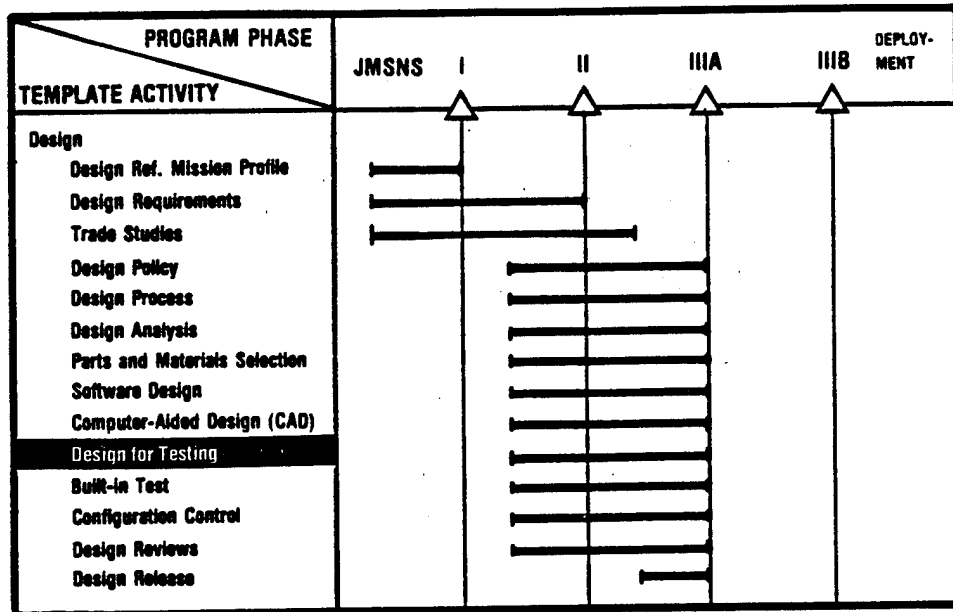 PROGRAM PHASE
TEMPLATE ACTIVITY
JMSNS I II IIIA IIIB DEPLOY-
MENT
Design
Design Ref. Mission Profile
Design Requirements
Trade Studies
Design Policy
Design Process
Design Analysis
Parts and Materials Selection
Software Design
Computer-Aided Design (CAD)
Design for Testing
Built-in Test
Configuration Control
Design Reviews
Design Release